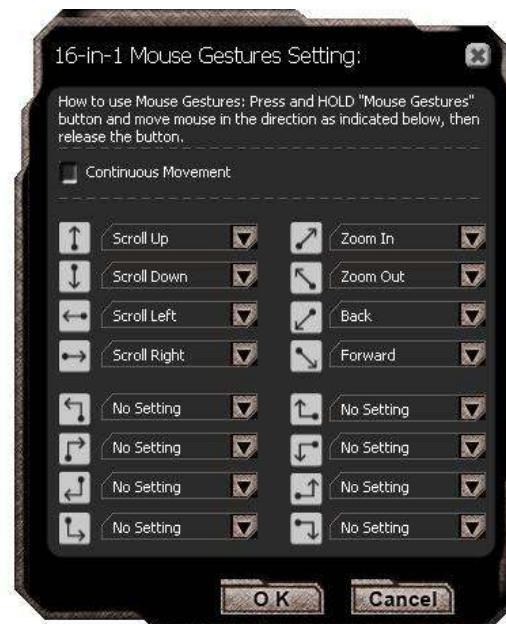 16-in-1 Mouse Gestures Setting:
How to use Mouse Gestures: Press and HOLD "Mouse Gestures"
button and move mouse in the direction as indicated below, then
release the button.
Continuous Movement
Scroll Up Zoom In
Scroll Down Zoom Out
Scroll Left Back
Scroll Right Forward
No Setting No Setting
No Setting No Setting
No Setting No Setting
No Setting No Setting
OK Cancel